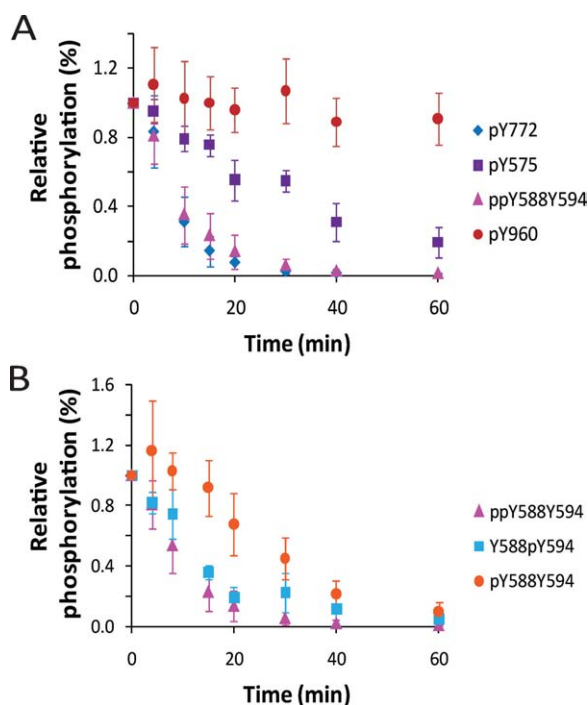 A
Relative
phosphorylation (%)
1.2
0.8
0.4
0.0
0
20
40
60
Time (min)
pY772
pY575
ppY588Y594
pY960
B
Relative
phosphorylation (%)
1.6
1.2
0.8
0.4
0.0
0
20
40
60
Time (min)
ppY588Y594
Y588pY594
pY588Y594